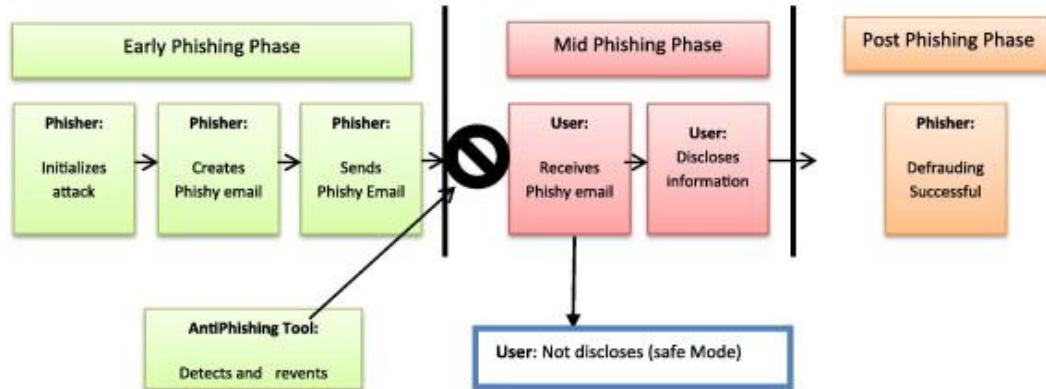 Early Phishing Phase
Mid Phishing Phase
Post Phishing Phase
Phisher:
Initializes
attack
Phisher:
Creates
Phishy email
Phisher:
Sends
Phishy Email
User:
Receives
Phishy email
User:
Discloses
information
Phisher:
Defrauding
Successful
AntiPhishing Tool:
Detects and revents
User: Not discloses (safe Mode)